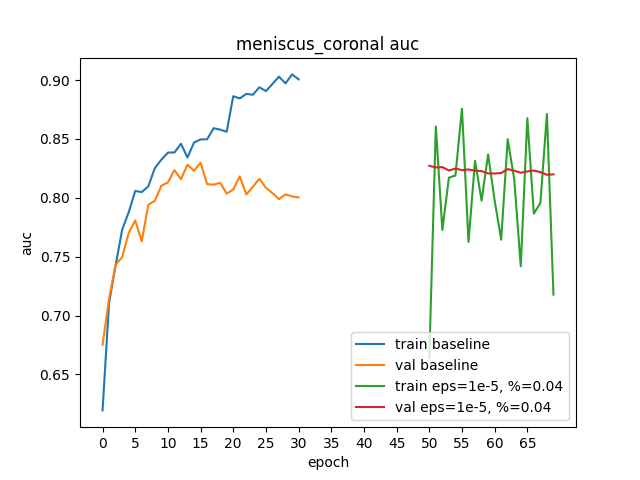 meniscus_coronal auc
0.90
0.85
0.80
0.75
0.70
0.65
auc
train baseline
val baseline
train eps=1e-5, %=0.04
val eps=1e-5, %=0.04
0 5 10 15 20 25 30 35 40 45 50 55 60 65
epoch